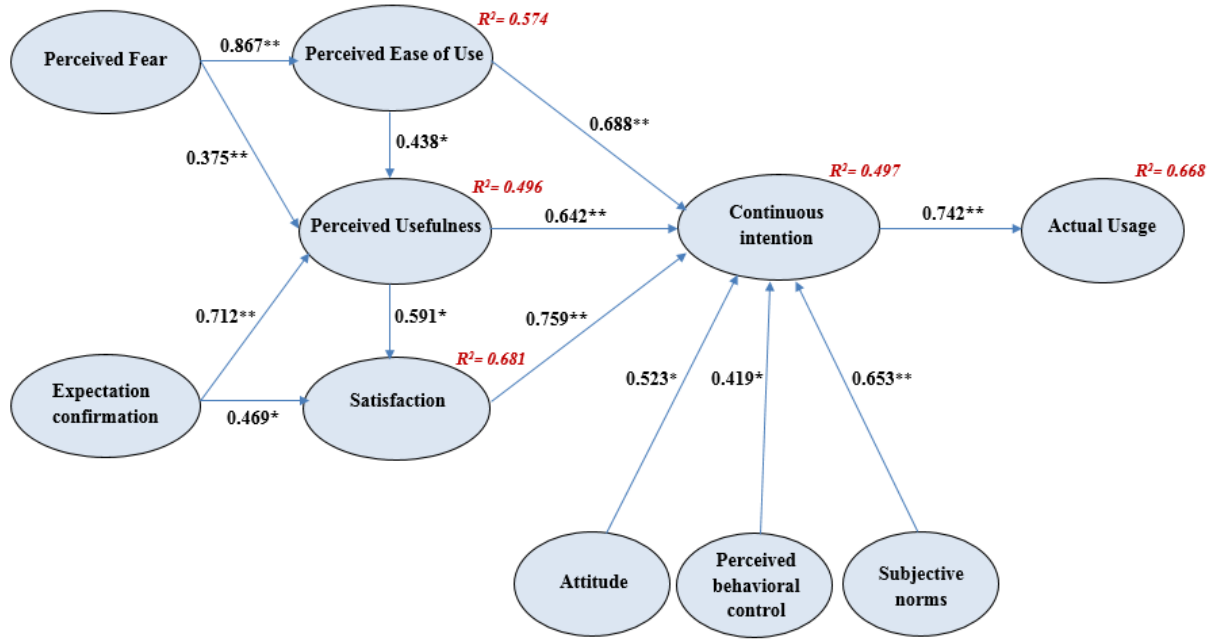 R²= 0.574
Perceived Fear
0.867**
Perceived Ease of Use
0.375**
0.438*
0.688**
R²= 0.496
R²= 0.497
R²= 0.668
Perceived Usefulness
0.642**
Continuous
intention
0.742**
Actual Usage
0.712**
0.591*
0.759**
R²= 0.681
Expectation
confirmation
0.469*
Satisfaction
0.523*
0.419*
0.653**
Attitude
Perceived
behavioral
control
Subjective
norms